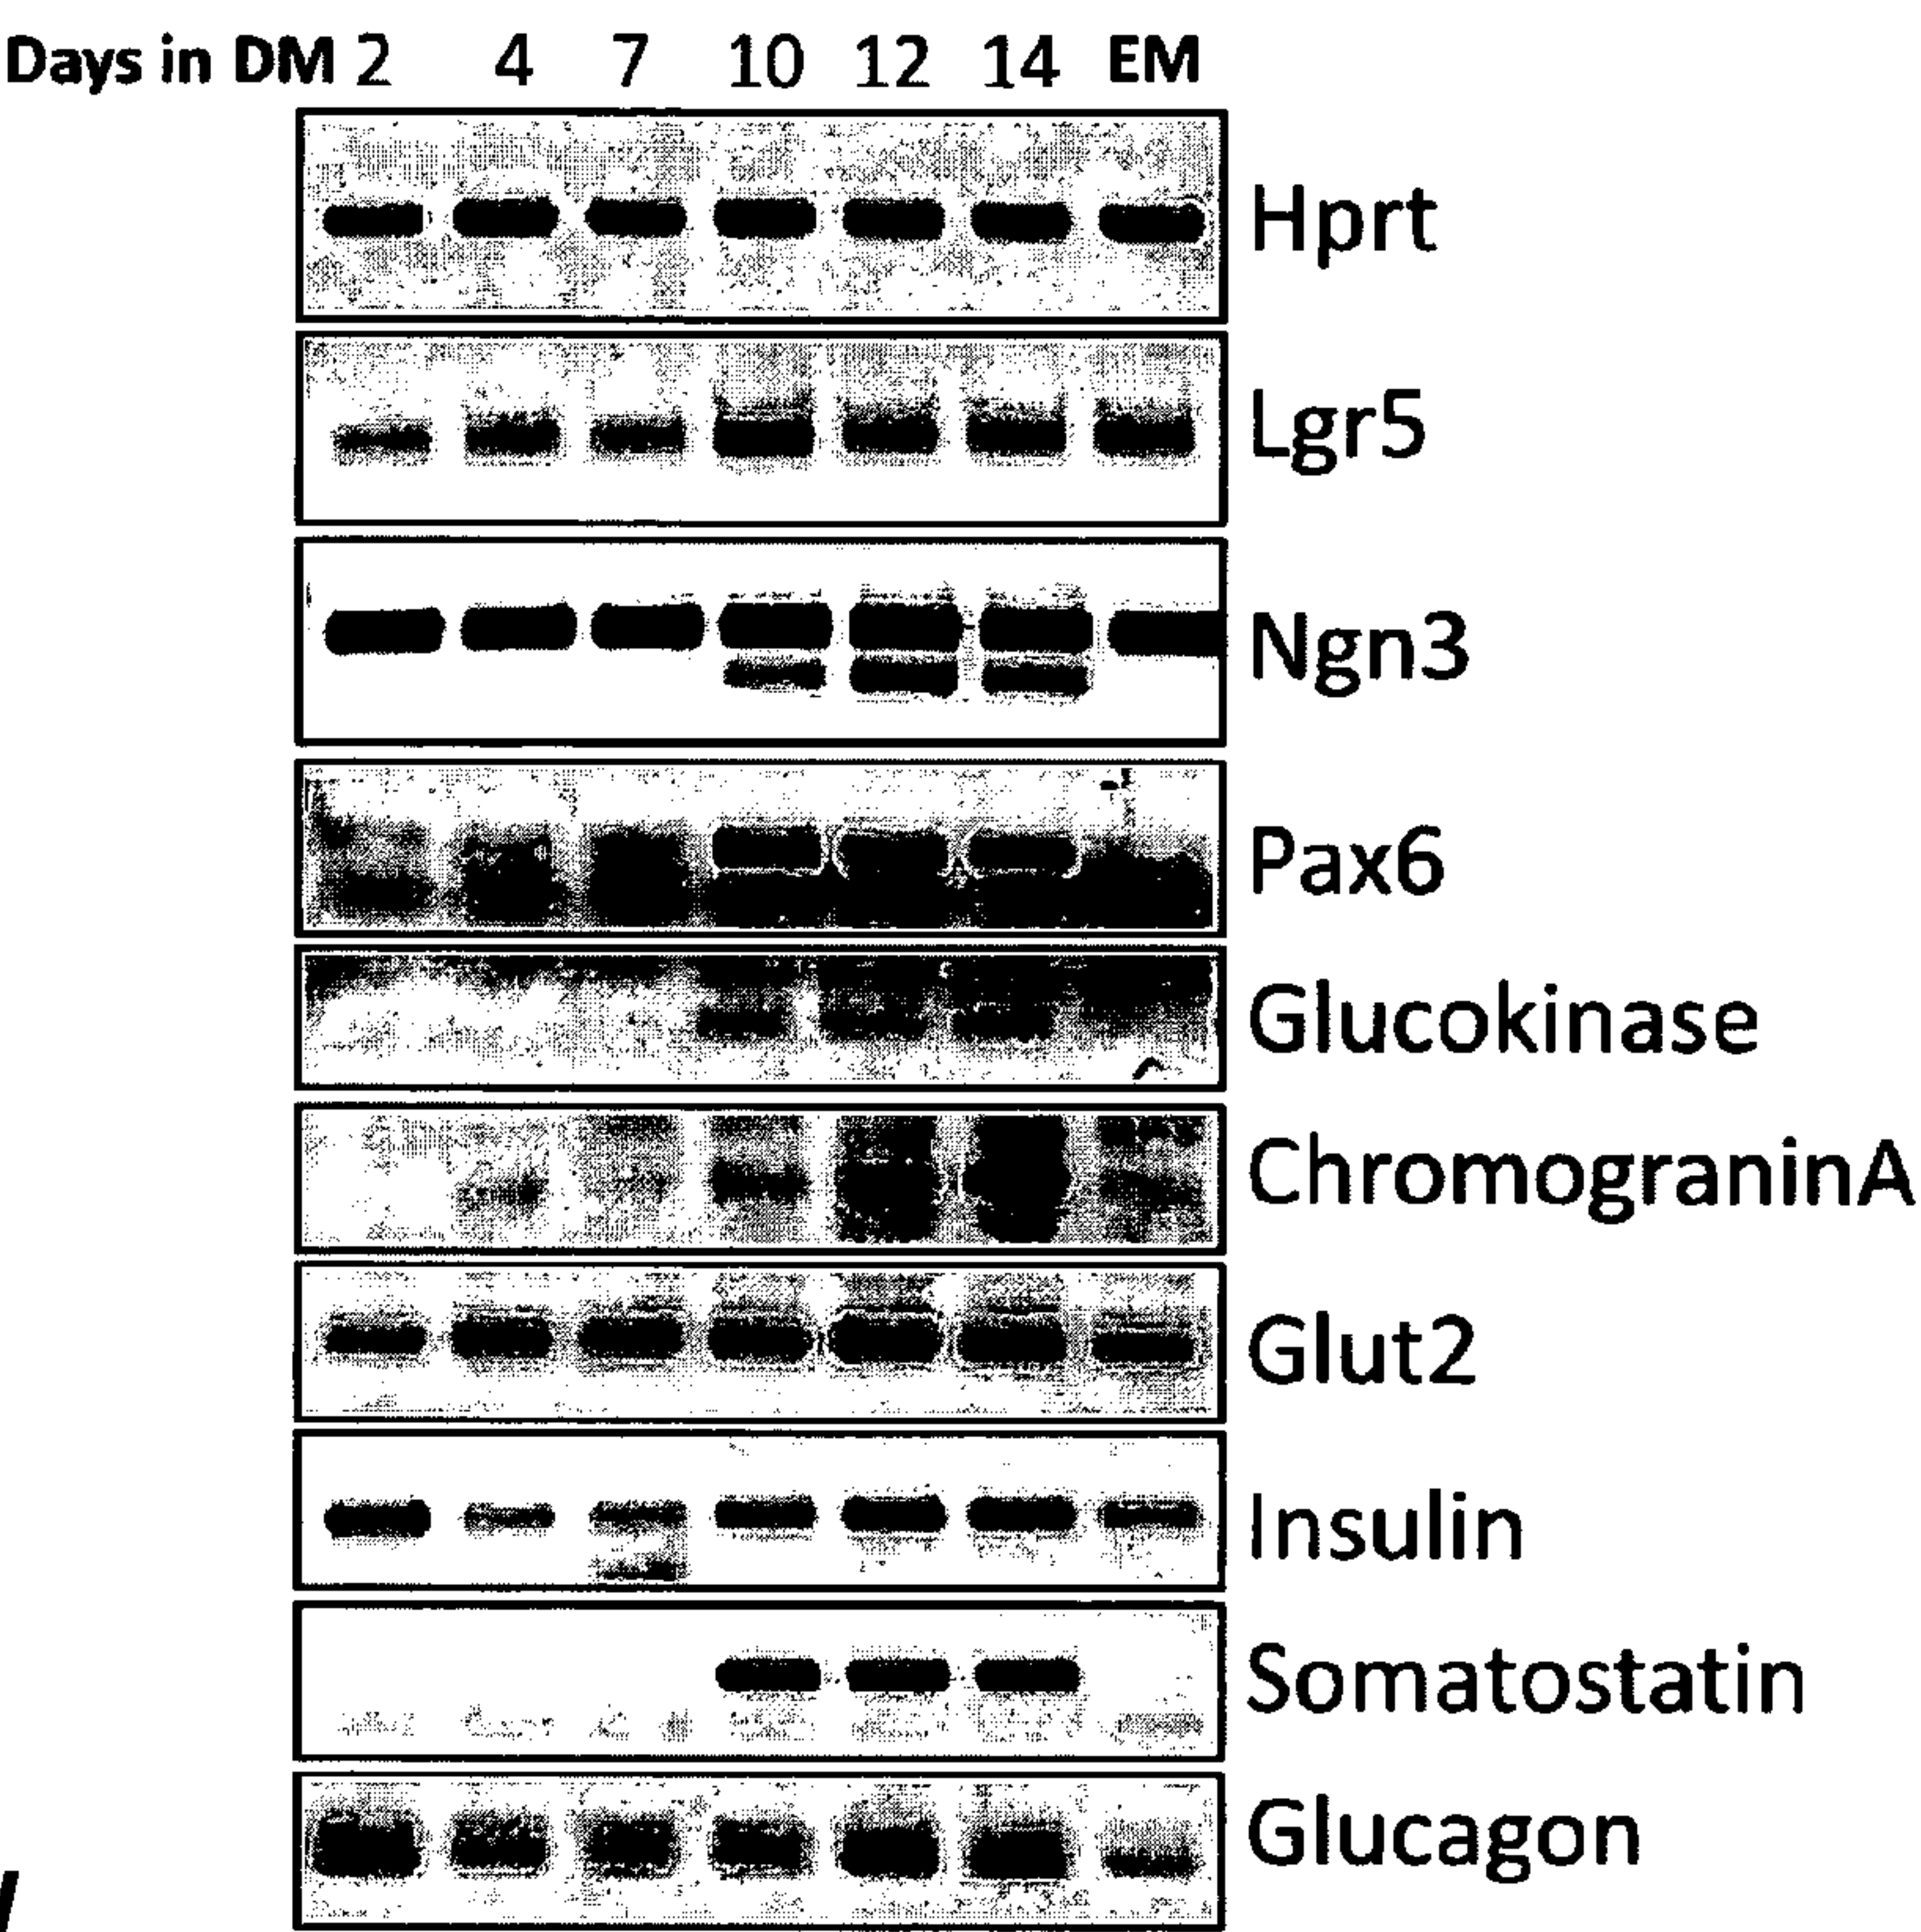 Days in DM 2 4 7 10 12 14 EM
Hprt
Lgr5
Ngn3
Pax6
Glucokinase
ChromograninA
Glut2
Insulin
Somatostatin
Glucagon